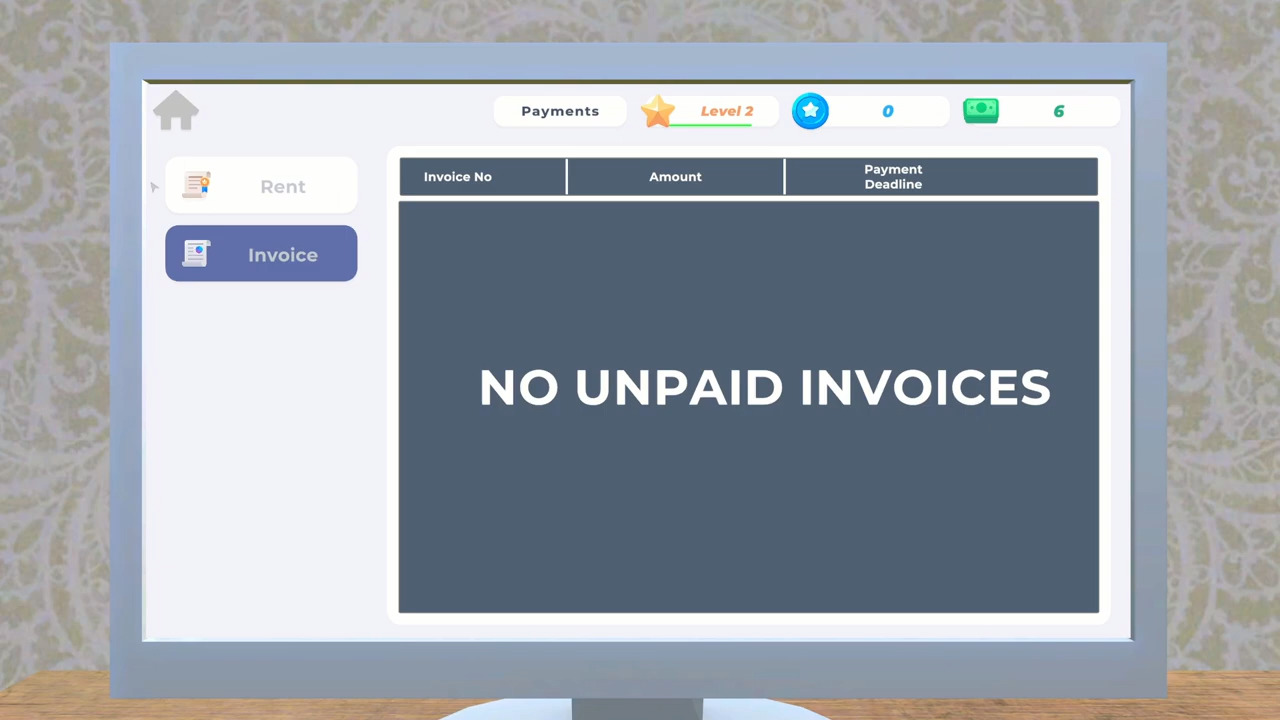 Payments
Level 2
0
6
Rent
Invoice
Invoice No
Amount
Payment
Deadline
NO UNPAID INVOICES